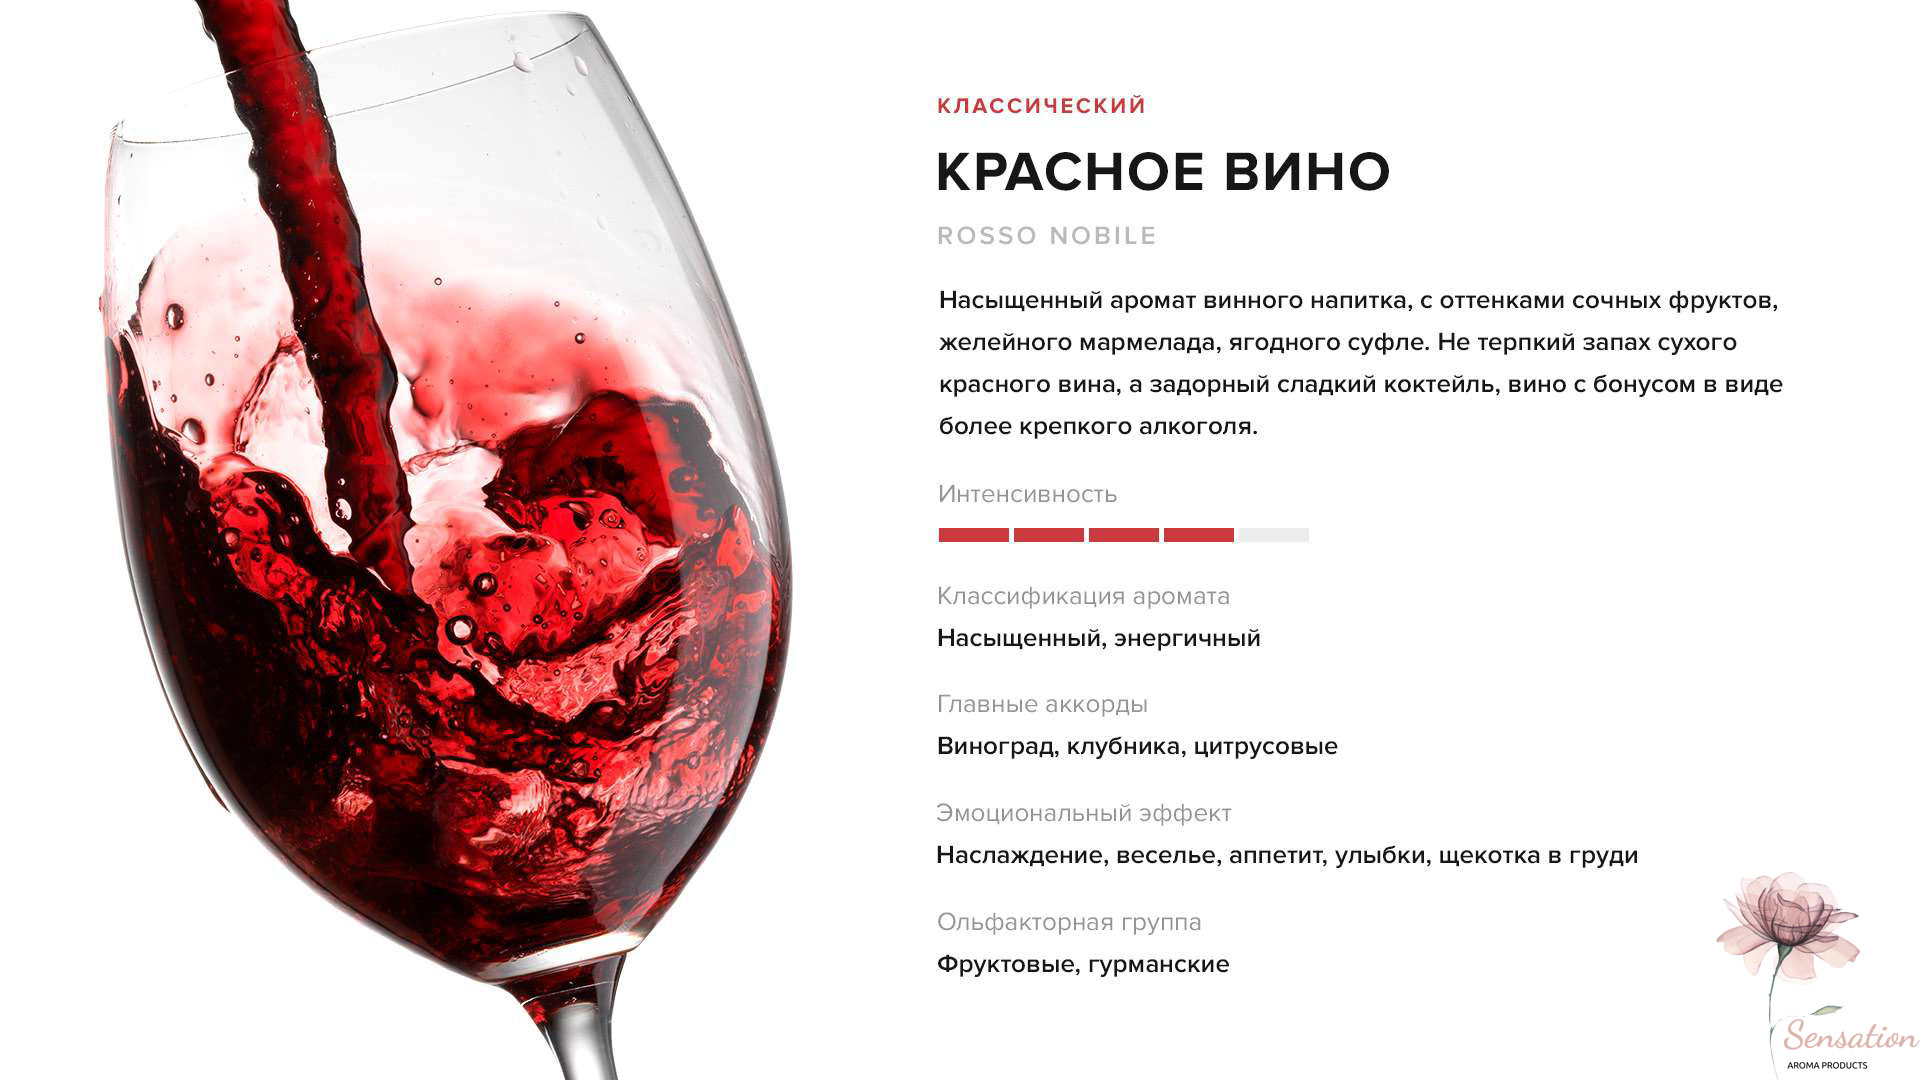 КЛАССИЧЕСКИЙ
КРАСНОЕ ВИНО
ROSSO NOBILE
Насыщенный аромат винного напитка, с оттенками сочных фруктов,
желейного мармелада, ягодного суфле. Не терпкий запах сухого
красного вина, а задорный сладкий коктейль, вино с бонусом в виде
более крепкого алкоголя.
Интенсивность
Классификация аромата
Насыщенный, энергичный
Главные аккорды
Виноград, клубника, цитрусовые
Эмоциональный эффект
Наслаждение, веселье, аппетит, улыбки, щекотка в груди
Ольфакторная группа
Фруктовые, гурманские
Sensation
AROMA PRODUCTS